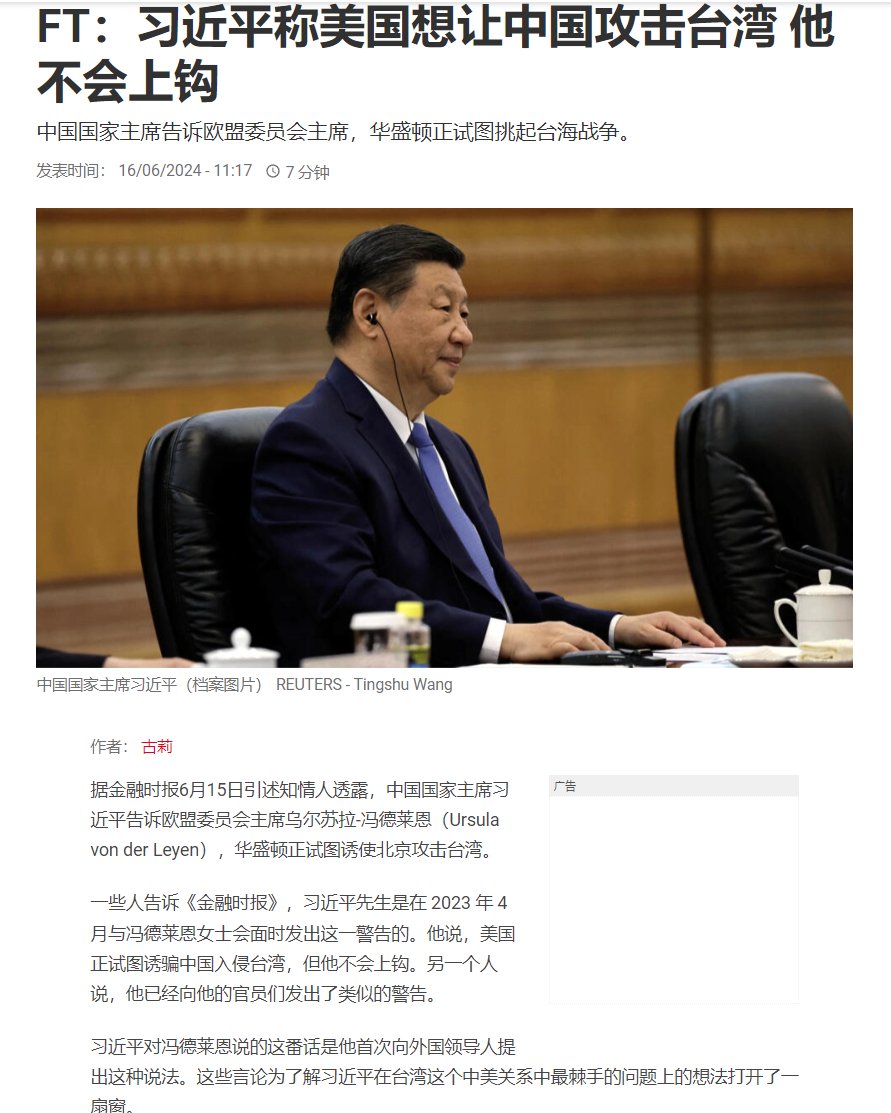 FT：习近平称美国想让中国攻击台湾 他
不会上钩
中国国家主席告诉欧盟委员会主席，华盛顿正试图挑起台海战争。
发表时间： 16/06/2024 - 11:17 7 分钟
中国国家主席习近平（档案图片） REUTERS - Tingshu Wang
作者： 古莉
广告
据金融时报6月15日引述知情人透露，中国国家主席习
近平告诉欧盟委员会主席乌尔苏拉-冯德莱恩（Ursula
von der Leyen），华盛顿正试图诱使北京攻击台湾。
一些人告诉《金融时报》，习近平先生是在 2023 年 4
月与冯德莱恩女士会面时发出这一警告的。他说，美国
正试图诱骗中国入侵台湾，但他不会上钩。另一个人
说，他已经向他的官员们发出了类似的警告。
习近平对冯德莱恩说的这番话是他首次向外国领导人提
出这种说法。这些言论为了解习近平在台湾这个中美关系中最棘手的问题上的想法打开了一
扇窗。